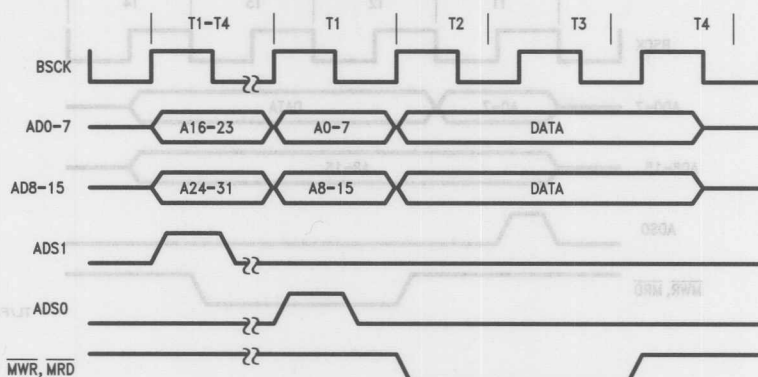 T1-T4 T1 T2 T3 T4
BSCK
AD0-7 A16-23 A0-7 DATA
AD8-15 A24-31 A8-15 DATA
ADS1
ADS0
MWR, MRD